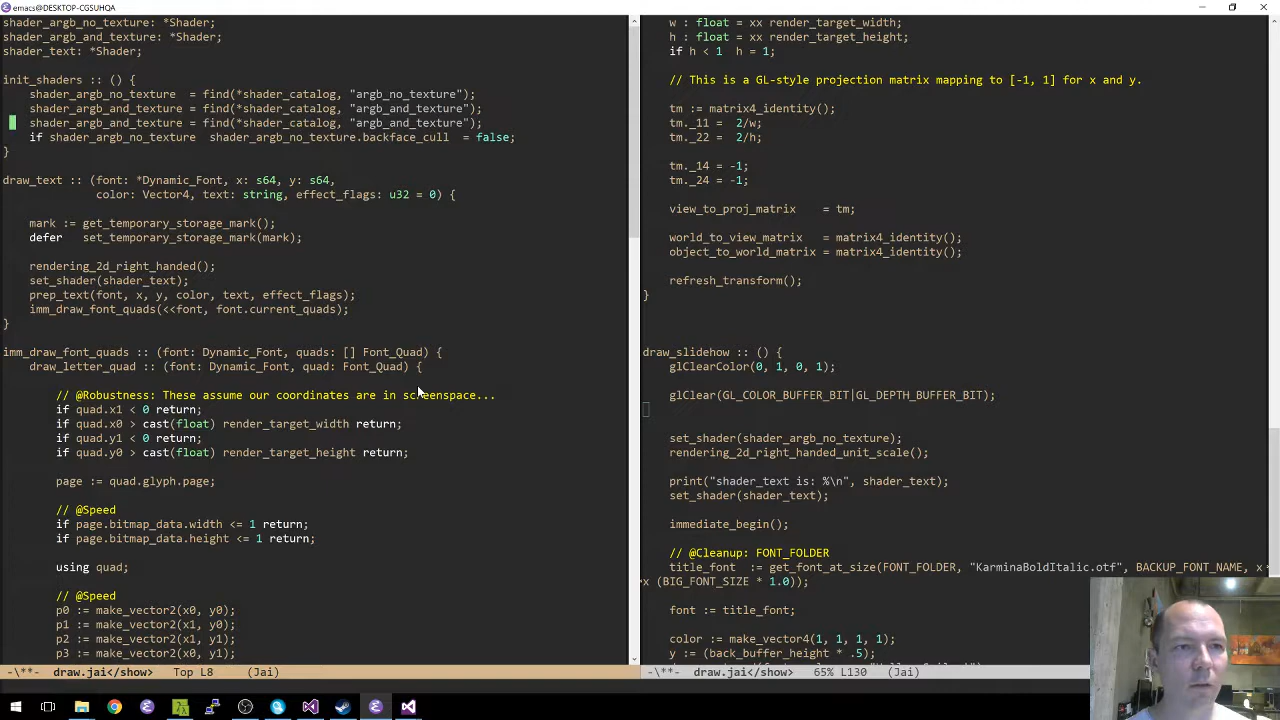 emacs@DESKTOP-CGSUHQA
shader_argb_no_texture: *Shader;
shader_argb_and_texture: *Shader;
shader_text: *Shader;
init_shaders :: () {
shader_argb_no_texture = find(*shader_catalog, "argb_no_texture");
shader_argb_and_texture = find(*shader_catalog, "argb_and_texture");
shader_argb_and_texture = find(*shader_catalog, "argb_and_texture");
if shader_argb_no_texture shader_argb_no_texture.backface_cull = false;
}
draw_text :: (font: *Dynamic_Font, x: s64, y: s64,
color: Vector4, text: string, effect_flags: u32 = 0) {
mark := get_temporary_storage_mark();
defer set_temporary_storage_mark(mark);
rendering_2d_right_handed();
set_shader(shader_text);
prep_text(font, x, y, color, text, effect_flags);
imm_draw_font_quads(<<font, font.current_quads);
}
imm_draw_font_quads :: (font: Dynamic_Font, quads: [] Font_Quad) {
draw_letter_quad :: (font: Dynamic_Font, quad: Font_Quad) {
// @Robustness: These assume our coordinates are in screenspace...
if quad.x1 < 0 return;
if quad.x0 > cast(float) render_target_width return;
if quad.y1 < 0 return;
if quad.y0 > cast(float) render_target_height return;
page := quad.glyph.page;
// @Speed
if page.bitmap_data.width <= 1 return;
if page.bitmap_data.height <= 1 return;
using quad;
// @Speed
p0 := make_vector2(x0, y0);
p1 := make_vector2(x1, y0);
p2 := make_vector2(x1, y1);
p3 := make_vector2(x0, y1);
-\**- draw.jai</show> Top L8 (Jai)
w : float = xx render_target_width;
h : float = xx render_target_height;
if h < 1 h = 1;
// This is a GL-style projection matrix mapping to [-1, 1] for x and y.
tm := matrix4_identity();
tm._11 = 2/w;
tm._22 = 2/h;
tm._14 = -1;
tm._24 = -1;
view_to_proj_matrix = tm;
world_to_view_matrix = matrix4_identity();
object_to_world_matrix = matrix4_identity();
refresh_transform();
}
draw_slidehow :: () {
glClearColor(0, 1, 0, 1);
glClear(GL_COLOR_BUFFER_BIT|GL_DEPTH_BUFFER_BIT);
set_shader(shader_argb_no_texture);
rendering_2d_right_handed_unit_scale();
print("shader_text is: %\n", shader_text);
set_shader(shader_text);
immediate_begin();
// @Cleanup: FONT_FOLDER
title_font := get_font_at_size(FONT_FOLDER, "KarminaBoldItalic.otf", BACKUP_FONT_NAME, x
x (BIG_FONT_SIZE * 1.0));
font := title_font;
color := make_vector4(1, 1, 1, 1);
y := (back_buffer_height * .5);
-\**- draw.jai</show> 65% L130 (Jai)